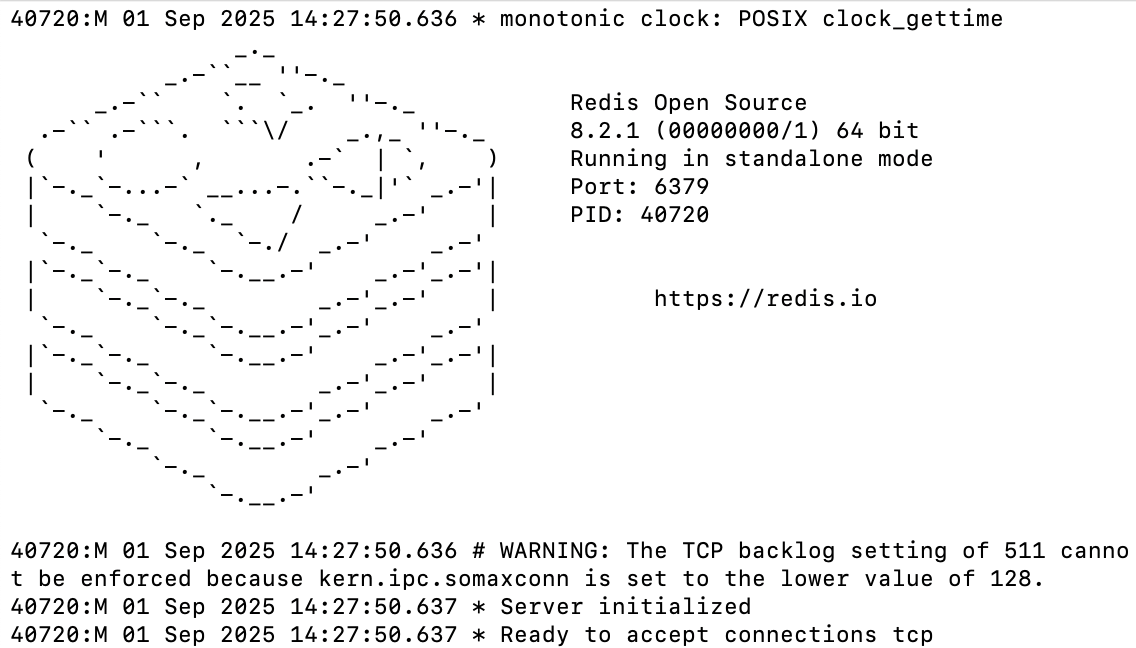 40720:M 01 Sep 2025 14:27:50.636 * monotonic clock: POSIX clock_gettime
Redis Open Source
8.2.1 (00000000/1) 64 bit
Running in standalone mode
Port: 6379
PID: 40720
https://redis.io
40720:M 01 Sep 2025 14:27:50.636 # WARNING: The TCP backlog setting of 511 canno
t be enforced because kern.ipc.somaxconn is set to the lower value of 128.
40720:M 01 Sep 2025 14:27:50.637 * Server initialized
40720:M 01 Sep 2025 14:27:50.637 * Ready to accept connections tcp